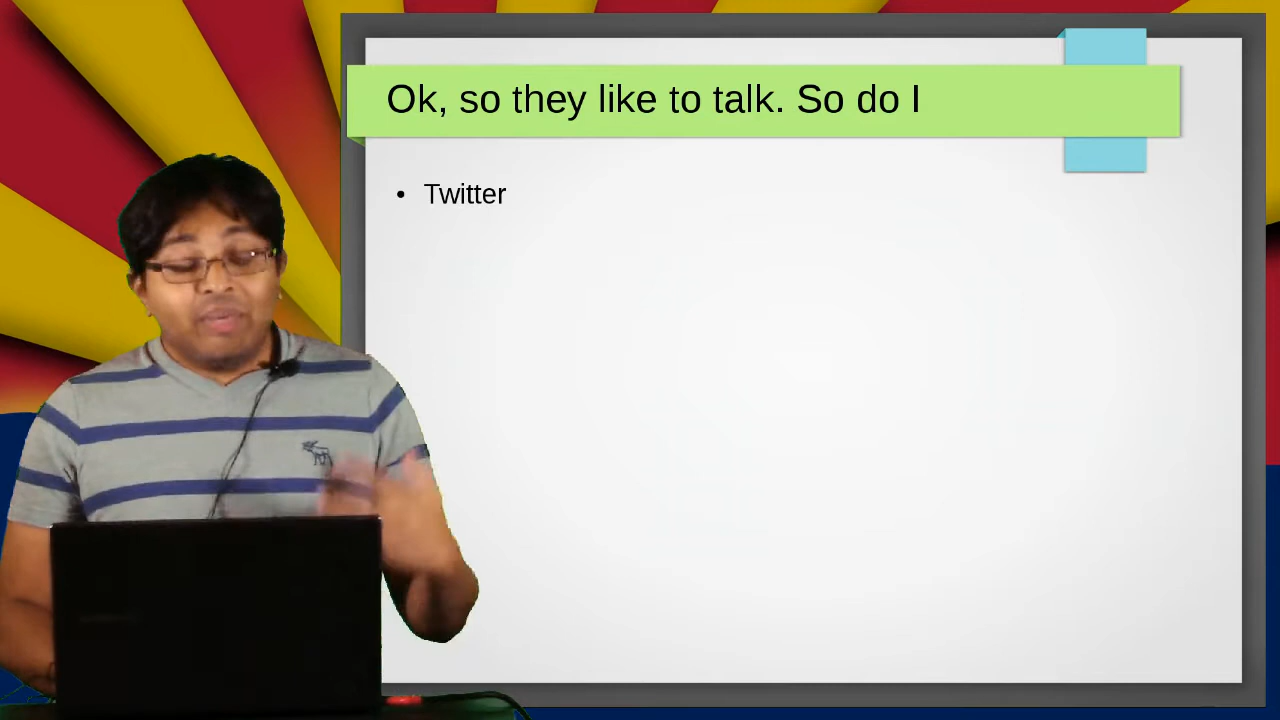 Ok, so they like to talk. So do I
• Twitter